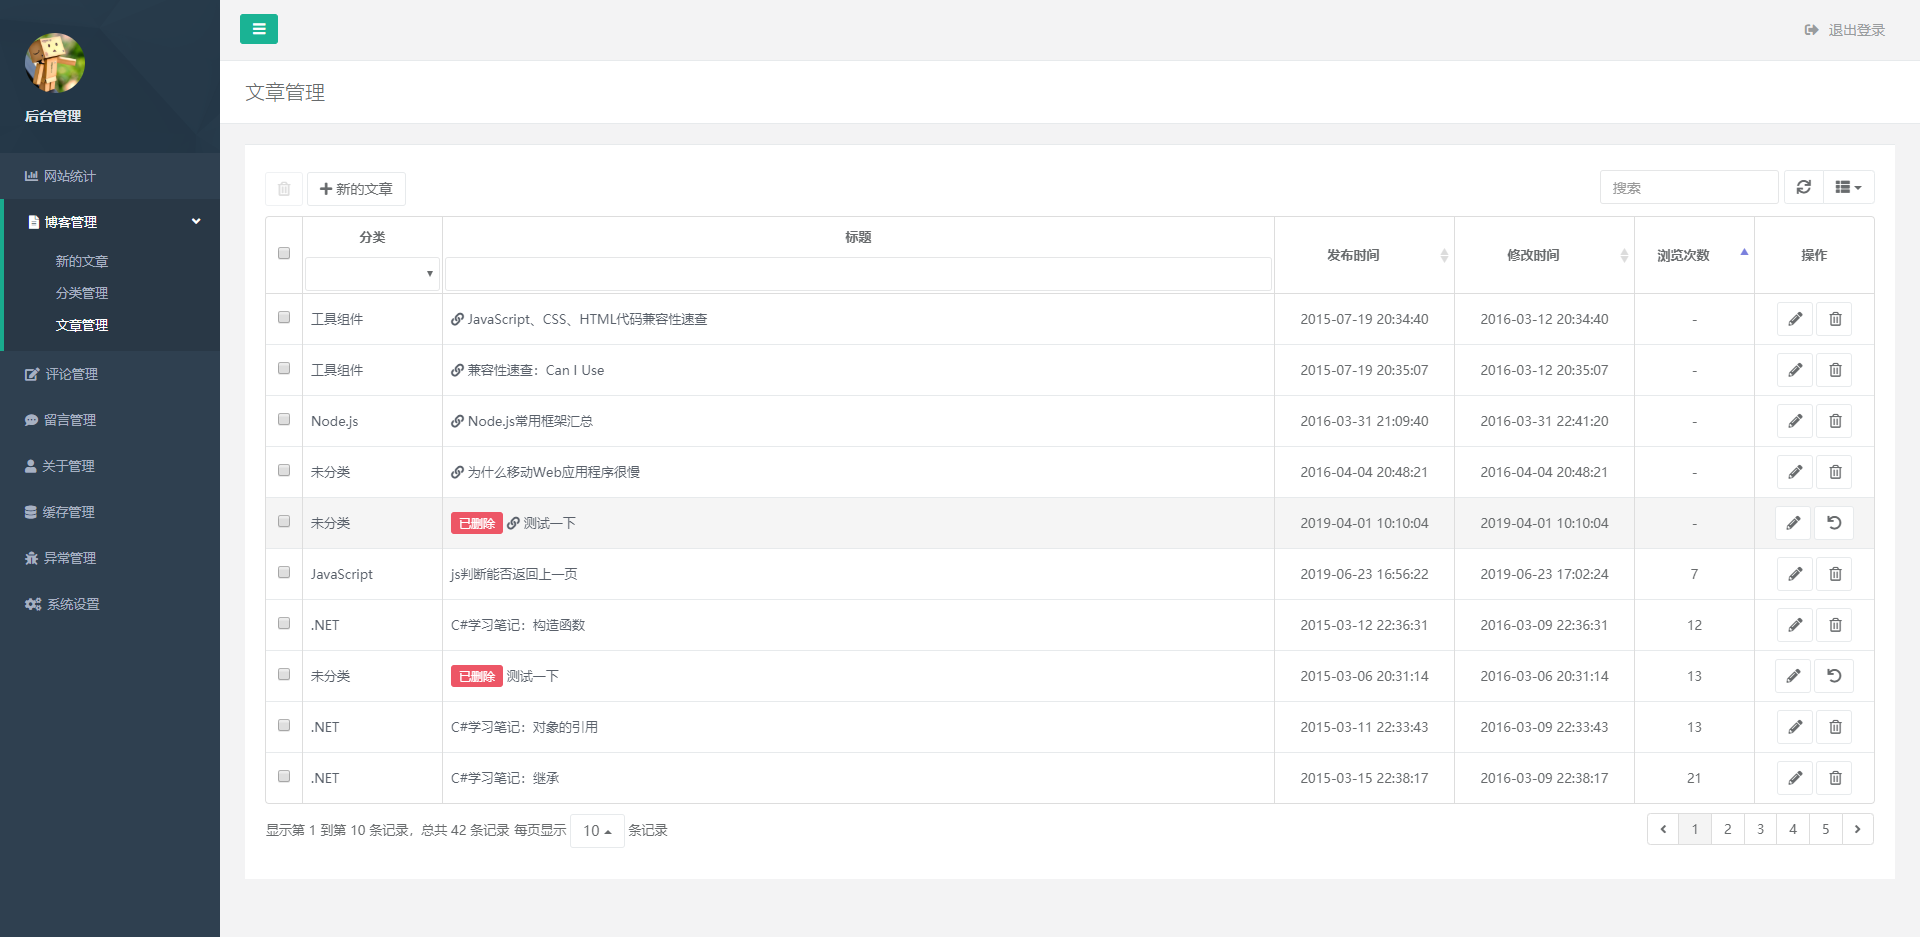 退出登录
后台管理
文章管理
网站统计
博客管理
新的文章
分类管理
文章管理
评论管理
留言管理
关于管理
缓存管理
异常管理
系统设置
新的文章
搜索
分类 标题 发布时间 修改时间 浏览次数 操作
工具组件 JavaScript、CSS、HTML代码兼容性速查 2015-07-19 20:34:40 2016-03-12 20:34:40 -
工具组件 兼容性速查：Can I Use 2015-07-19 20:35:07 2016-03-12 20:35:07 -
Node.js Node.js常用框架汇总 2016-03-31 21:09:40 2016-03-31 22:41:20 -
未分类 为什么移动Web应用程序很慢 2016-04-04 20:48:21 2016-04-04 20:48:21 -
未分类 已删除 测试一下 2019-04-01 10:10:04 2019-04-01 10:10:04 -
JavaScript js判断能否返回上一页 2019-06-23 16:56:22 2019-06-23 17:02:24 7
.NET C#学习笔记：构造函数 2015-03-12 22:36:31 2016-03-09 22:36:31 12
未分类 已删除 测试一下 2015-03-06 20:31:14 2016-03-06 20:31:14 13
.NET C#学习笔记：对象的引用 2015-03-11 22:33:43 2016-03-09 22:33:43 13
.NET C#学习笔记：继承 2015-03-15 22:38:17 2016-03-09 22:38:17 21
显示第 1 到第 10 条记录，总共 42 条记录 每页显示 10 条记录
1 2 3 4 5